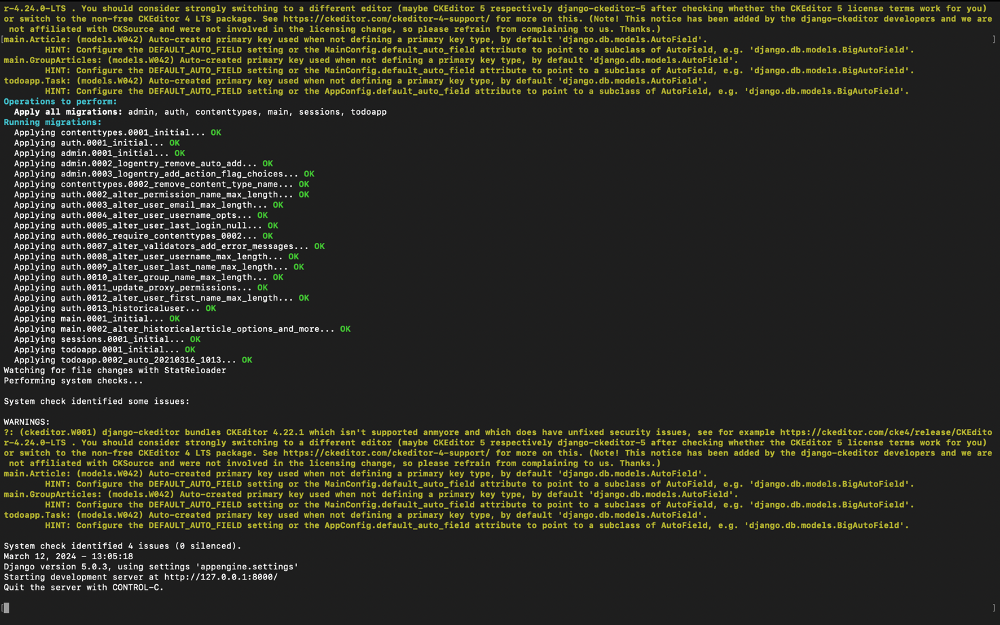 r-4.24.0-LTS . You should consider strongly switching to a different editor (maybe CKEditor 5 respectively django-ckeditor-5 after checking whether the CKEditor 5 license terms work for you)
or switch to the non-free CKEditor 4 LTS package. See https://ckeditor.com/ckeditor-4-support/ for more on this. (Note! This notice has been added by the django-ckeditor developers and we are
 not affiliated with CKSource and were not involved in the licensing change, so please refrain from complaining to us. Thanks.)
[main.Article: (models.W042) Auto-created primary key used when not defining a primary key type, by default 'django.db.models.AutoField'. ]
        HINT: Configure the DEFAULT_AUTO_FIELD setting or the MainConfig.default_auto_field attribute to point to a subclass of AutoField, e.g. 'django.db.models.BigAutoField'.
main.GroupArticles: (models.W042) Auto-created primary key used when not defining a primary key type, by default 'django.db.models.AutoField'.
        HINT: Configure the DEFAULT_AUTO_FIELD setting or the MainConfig.default_auto_field attribute to point to a subclass of AutoField, e.g. 'django.db.models.BigAutoField'.
todoapp.Task: (models.W042) Auto-created primary key used when not defining a primary key type, by default 'django.db.models.AutoField'.
        HINT: Configure the DEFAULT_AUTO_FIELD setting or the AppConfig.default_auto_field attribute to point to a subclass of AutoField, e.g. 'django.db.models.BigAutoField'.
Operations to perform:
  Apply all migrations: admin, auth, contenttypes, main, sessions, todoapp
Running migrations:
  Applying contenttypes.0001_initial... OK
  Applying auth.0001_initial... OK
  Applying admin.0001_initial... OK
  Applying admin.0002_logentry_remove_auto_add... OK
  Applying admin.0003_logentry_add_action_flag_choices... OK
  Applying contenttypes.0002_remove_content_type_name... OK
  Applying auth.0002_alter_permission_name_max_length... OK
  Applying auth.0003_alter_user_email_max_length... OK
  Applying auth.0004_alter_user_username_opts... OK
  Applying auth.0005_alter_user_last_login_null... OK
  Applying auth.0006_require_contenttypes_0002... OK
  Applying auth.0007_alter_validators_add_error_messages... OK
  Applying auth.0008_alter_user_username_max_length... OK
  Applying auth.0009_alter_user_last_name_max_length... OK
  Applying auth.0010_alter_group_name_max_length... OK
  Applying auth.0011_update_proxy_permissions... OK
  Applying auth.0012_alter_user_first_name_max_length... OK
  Applying auth.0013_historicaluser... OK
  Applying main.0001_initial... OK
  Applying main.0002_alter_historicalarticle_options_and_more... OK
  Applying sessions.0001_initial... OK
  Applying todoapp.0001_initial... OK
  Applying todoapp.0002_auto_20210316_1013... OK
Watching for file changes with StatReloader
Performing system checks...
System check identified some issues:
WARNINGS:
?: (ckeditor.W001) django-ckeditor bundles CKEditor 4.22.1 which isn't supported anmyore and which does have unfixed security issues, see for example https://ckeditor.com/cke4/release/CKEdito
r-4.24.0-LTS . You should consider strongly switching to a different editor (maybe CKEditor 5 respectively django-ckeditor-5 after checking whether the CKEditor 5 license terms work for you)
or switch to the non-free CKEditor 4 LTS package. See https://ckeditor.com/ckeditor-4-support/ for more on this. (Note! This notice has been added by the django-ckeditor developers and we are
 not affiliated with CKSource and were not involved in the licensing change, so please refrain from complaining to us. Thanks.)
main.Article: (models.W042) Auto-created primary key used when not defining a primary key type, by default 'django.db.models.AutoField'.
        HINT: Configure the DEFAULT_AUTO_FIELD setting or the MainConfig.default_auto_field attribute to point to a subclass of AutoField, e.g. 'django.db.models.BigAutoField'.
main.GroupArticles: (models.W042) Auto-created primary key used when not defining a primary key type, by default 'django.db.models.AutoField'.
        HINT: Configure the DEFAULT_AUTO_FIELD setting or the MainConfig.default_auto_field attribute to point to a subclass of AutoField, e.g. 'django.db.models.BigAutoField'.
todoapp.Task: (models.W042) Auto-created primary key used when not defining a primary key type, by default 'django.db.models.AutoField'.
        HINT: Configure the DEFAULT_AUTO_FIELD setting or the AppConfig.default_auto_field attribute to point to a subclass of AutoField, e.g. 'django.db.models.BigAutoField'.
System check identified 4 issues (0 silenced).
March 12, 2024 - 13:05:18
Django version 5.0.3, using settings 'appengine.settings'
Starting development server at http://127.0.0.1:8000/
Quit the server with CONTROL-C.
[ ]